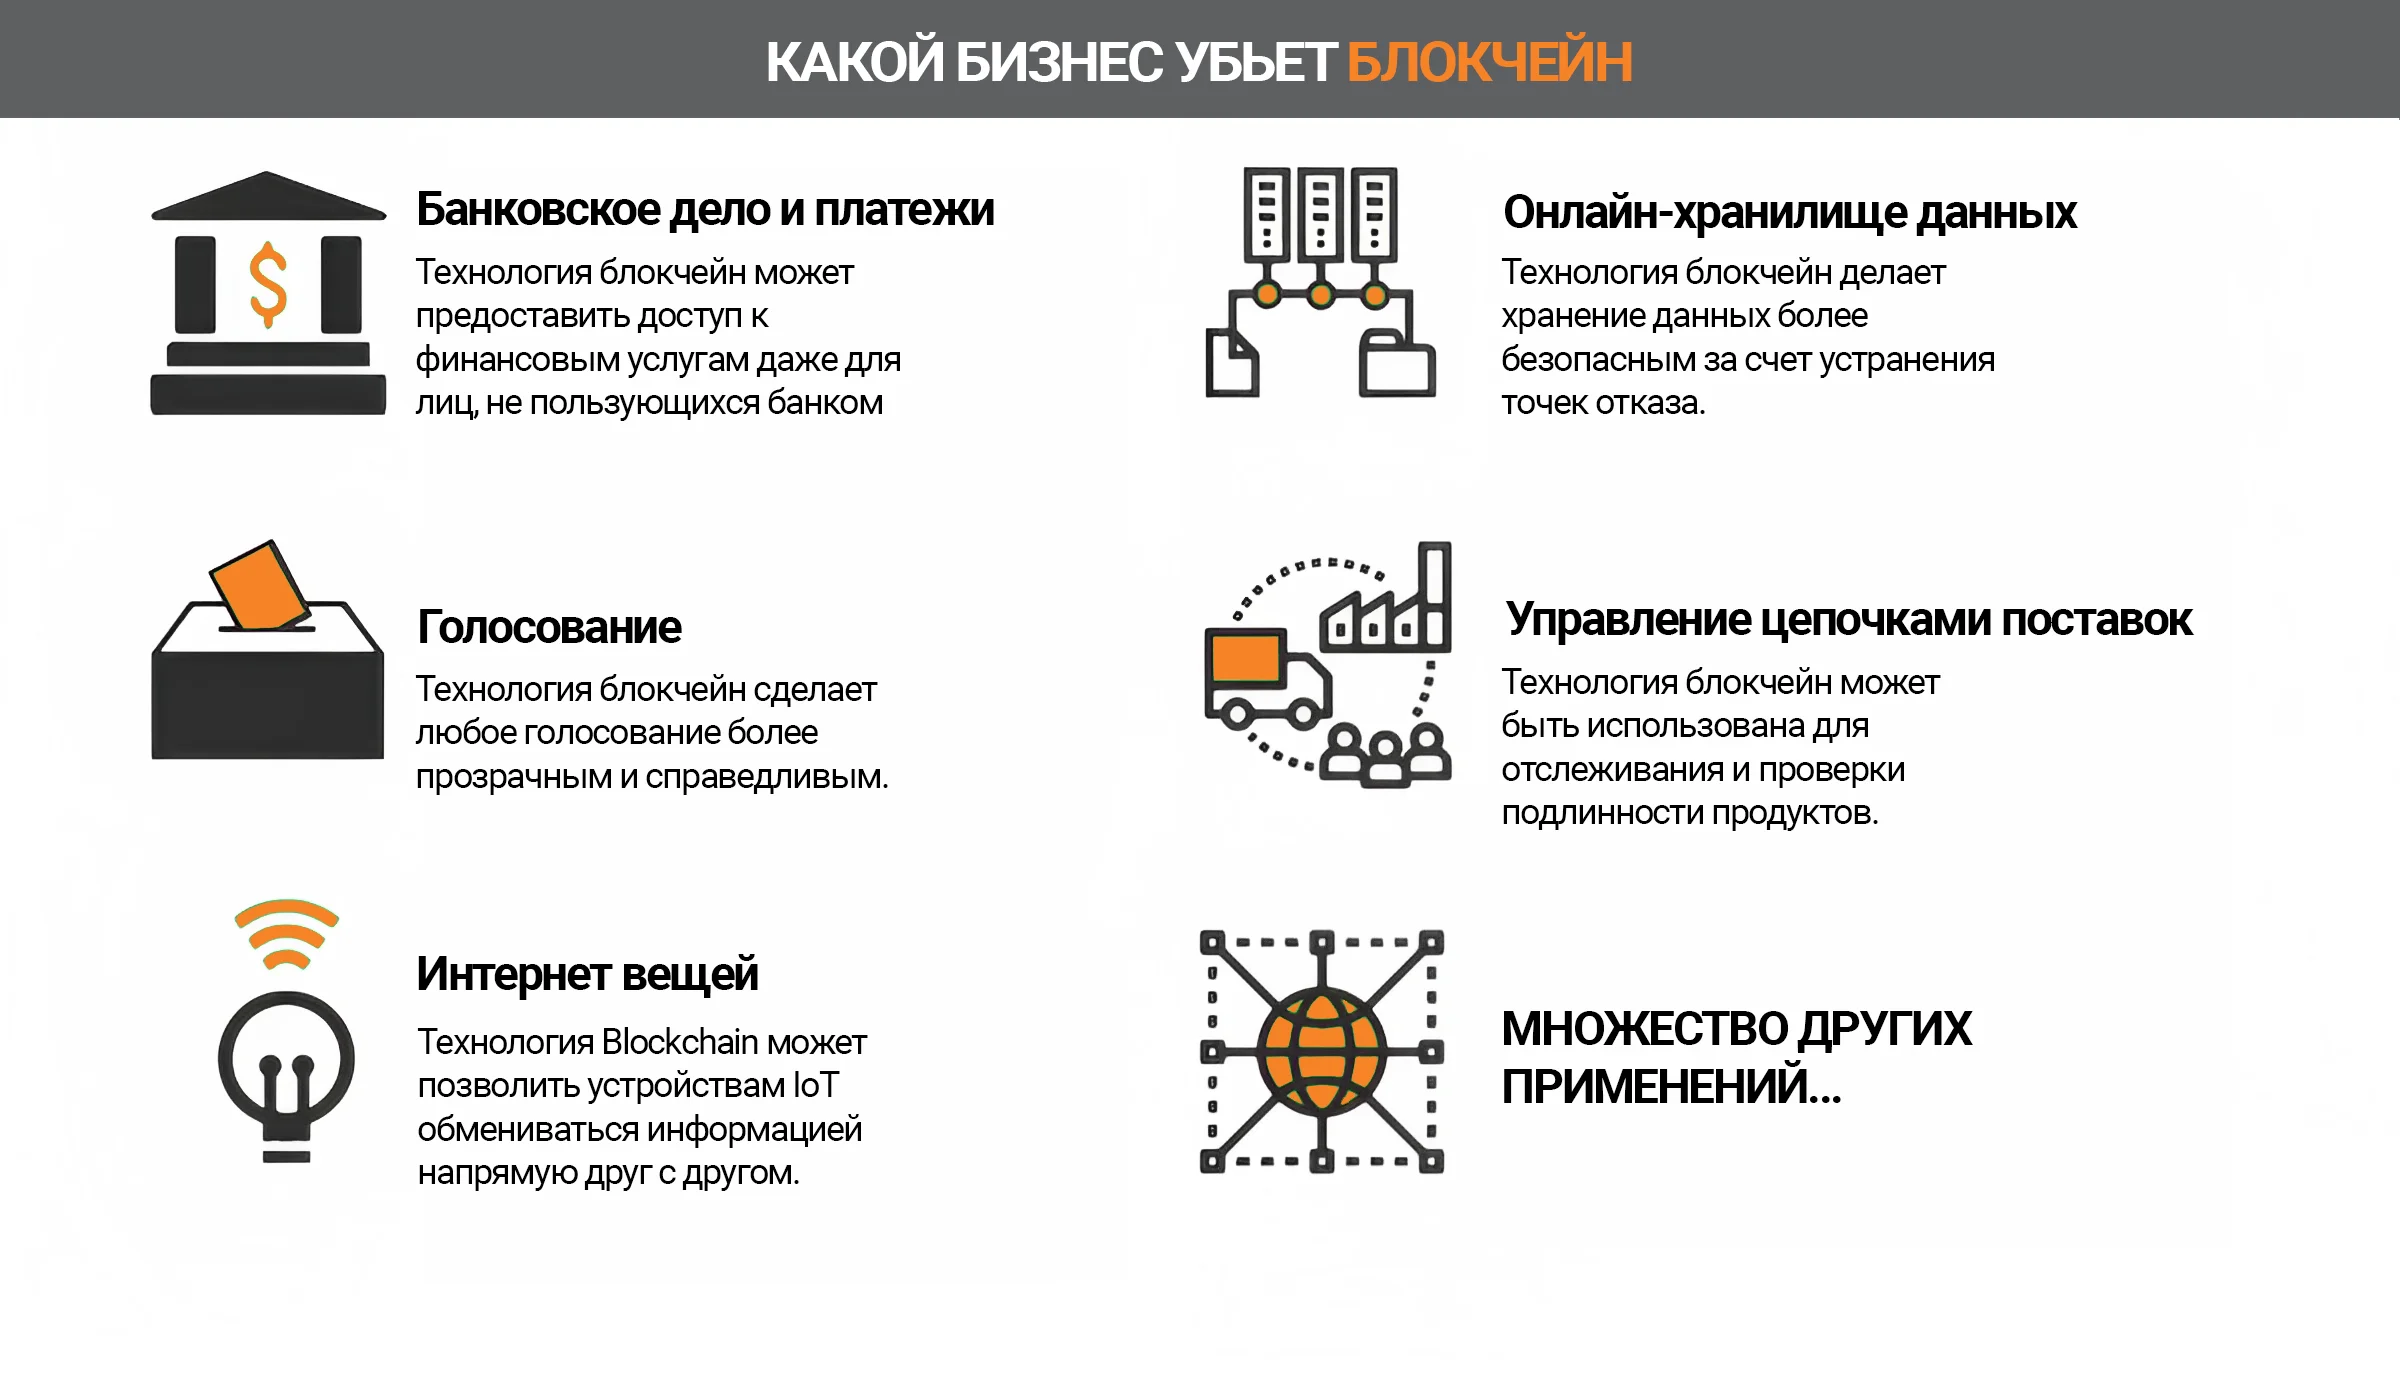 КАКОЙ БИЗНЕС УБЬЕТ БЛОКЧЕЙН
Банковское дело и платежи
Технология блокчейн может
предоставить доступ к
финансовым услугам даже для
лиц, не пользующихся банком
Онлайн-хранилище данных
Технология блокчейн делает
хранение данных более
безопасным за счет устранения
точек отказа.
Голосование
Технология блокчейн сделает
любое голосование более
прозрачным и справедливым.
Управление цепочками поставок
Технология блокчейн может
быть использована для
отслеживания и проверки
подлинности продуктов.
Интернет вещей
Технология Blockchain может
позволить устройствам IoT
обмениваться информацией
напрямую друг с другом.
МНОЖЕСТВО ДРУГИХ
ПРИМЕНЕНИЙ...